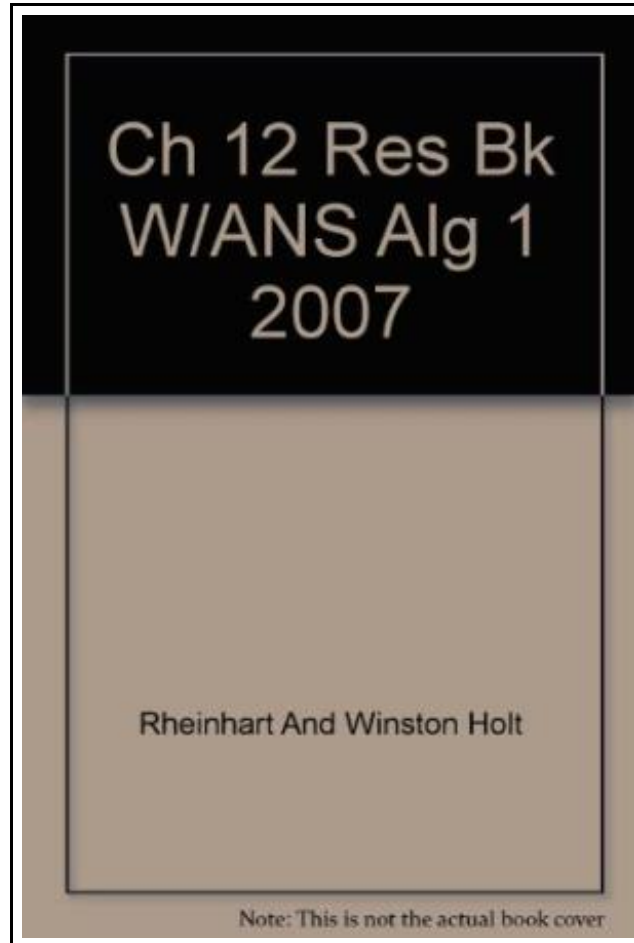 Ch 12 Res Bk
W/ANS Alg 1
2007
Rheinhart And Winston Holt
Note: This is not the actual book cover